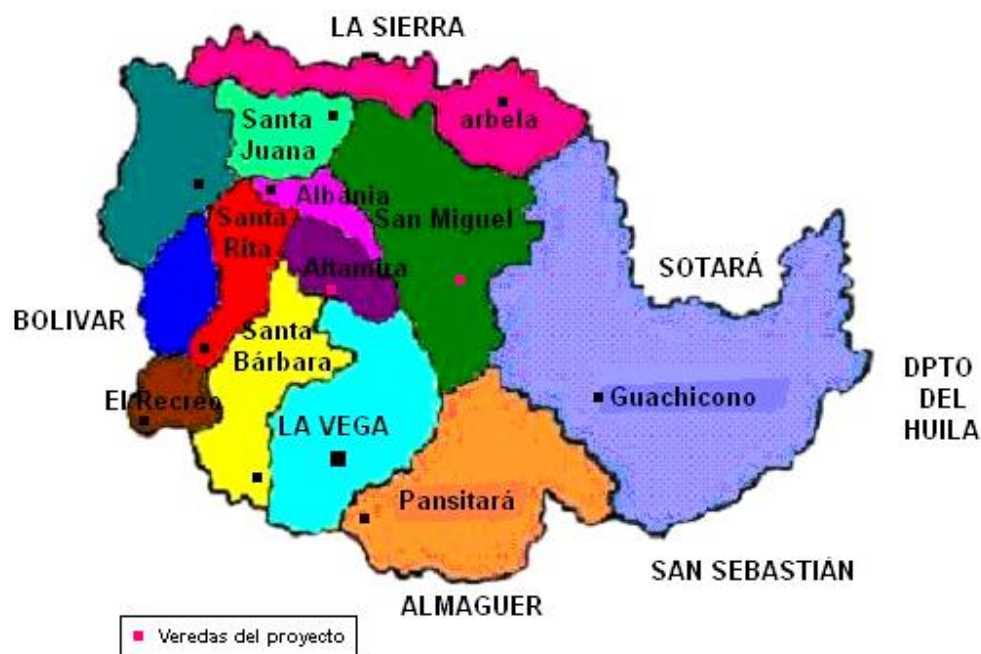 LA SIERRA
Santa
Juana
arbela
Albania
San Miguel
Santa
Rita
Altamira
SOTARÁ
BOLIVAR
Santa
Bárbara
DPTO
DEL
HUILA
El Recreo
Guachicono
LA VEGA
Pansitará
SAN SEBASTIÁN
ALMAGUER
Veredas del proyecto